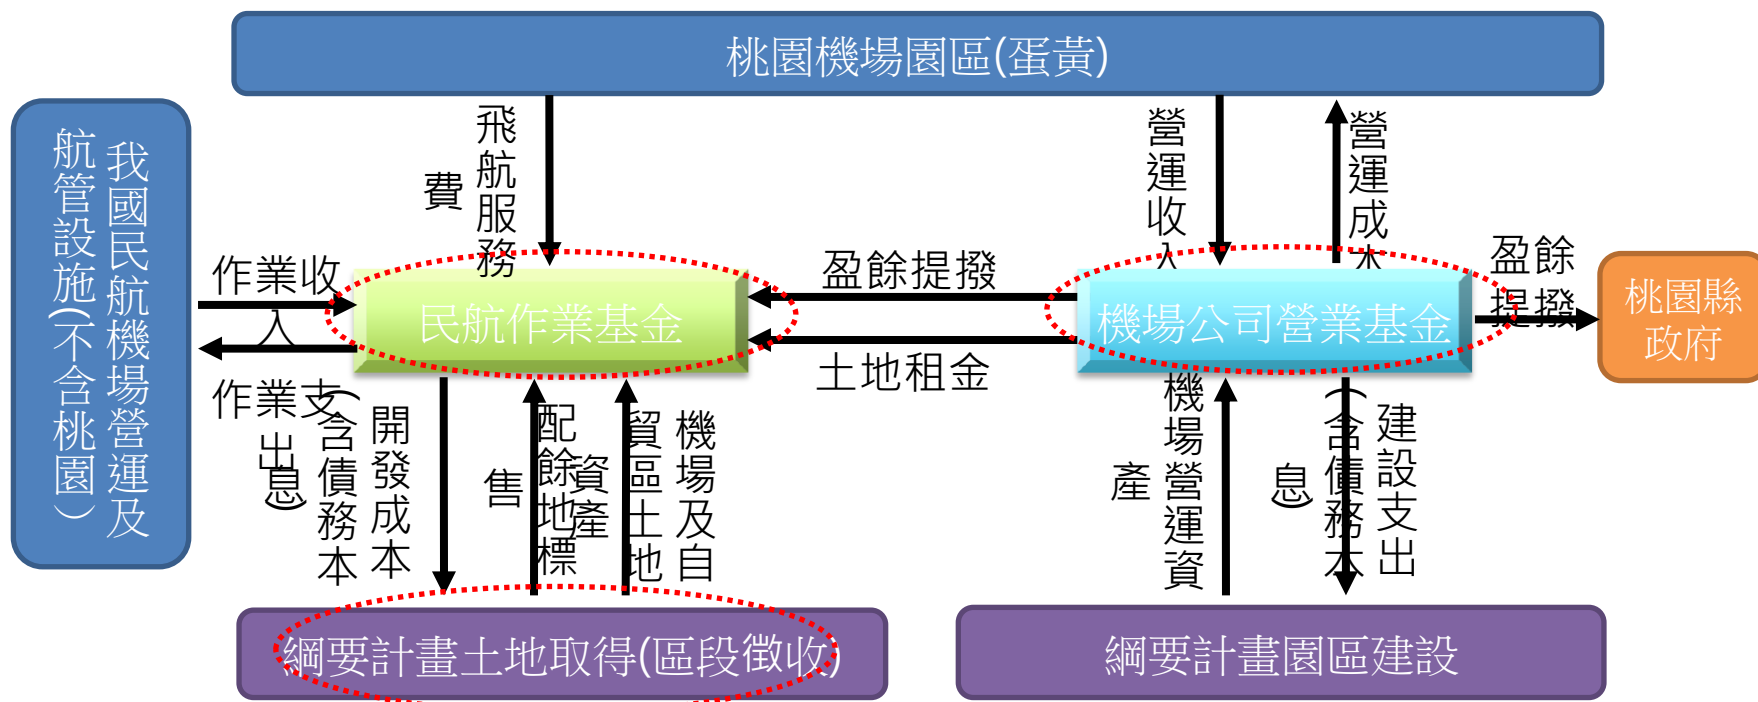 桃園機場園區(蛋黃)
我國民航機場營運及
航管設施(不含桃園)
飛航服務
費
營運收入
營運成本
作業收
入
作業支
出
民航作業基金
盈餘提撥
土地租金
機場公司營業基金
盈餘
提撥
桃園縣
政府
開發成本
(含債務本
息)
配餘地標
售
機場及自
貿區土地
資產
機場營運資
產
建設支出
(含債務本
息)
綱要計畫土地取得(區段徵收)
綱要計畫園區建設